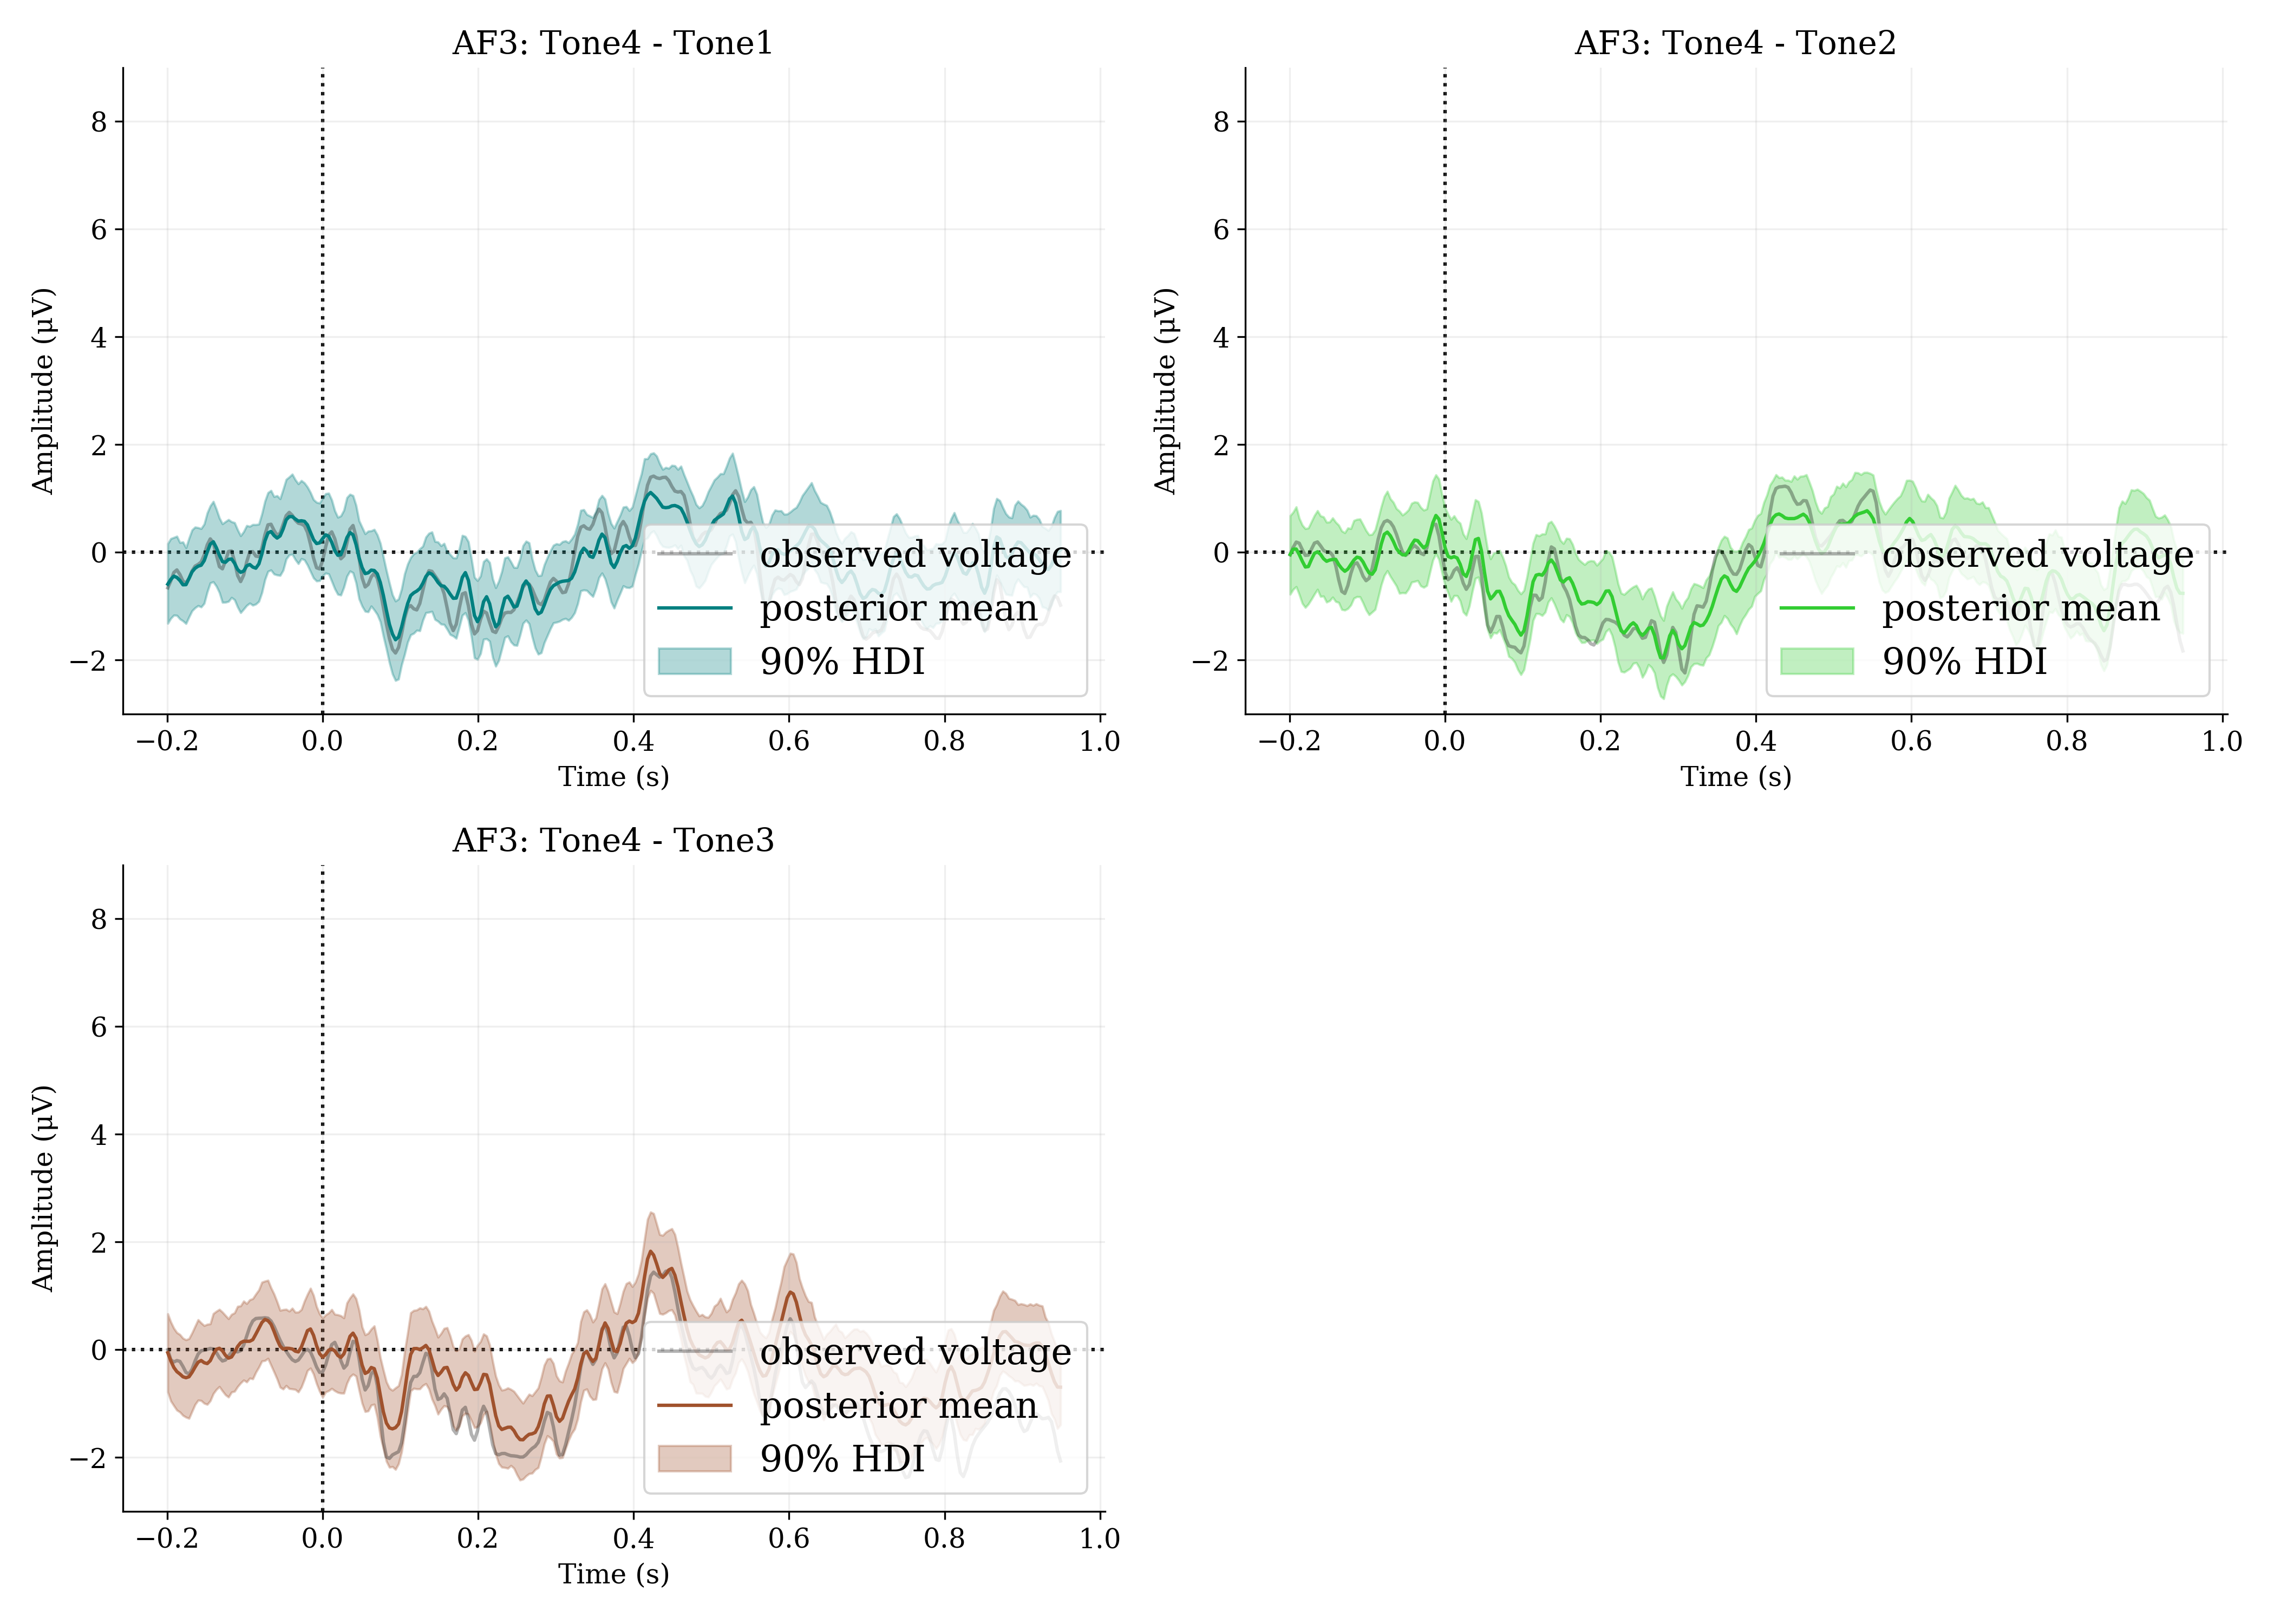 AF3: Tone4 - Tone1
Amplitude (µV)
8
6
4
2
0
−2
observed voltage
posterior mean
90% HDI
−0.2 0.0 0.2 0.4 0.6 0.8 1.0
Time (s)
AF3: Tone4 - Tone2
Amplitude (µV)
8
6
4
2
0
−2
observed voltage
posterior mean
90% HDI
−0.2 0.0 0.2 0.4 0.6 0.8 1.0
Time (s)
AF3: Tone4 - Tone3
Amplitude (µV)
8
6
4
2
0
−2
observed voltage
posterior mean
90% HDI
−0.2 0.0 0.2 0.4 0.6 0.8 1.0
Time (s)